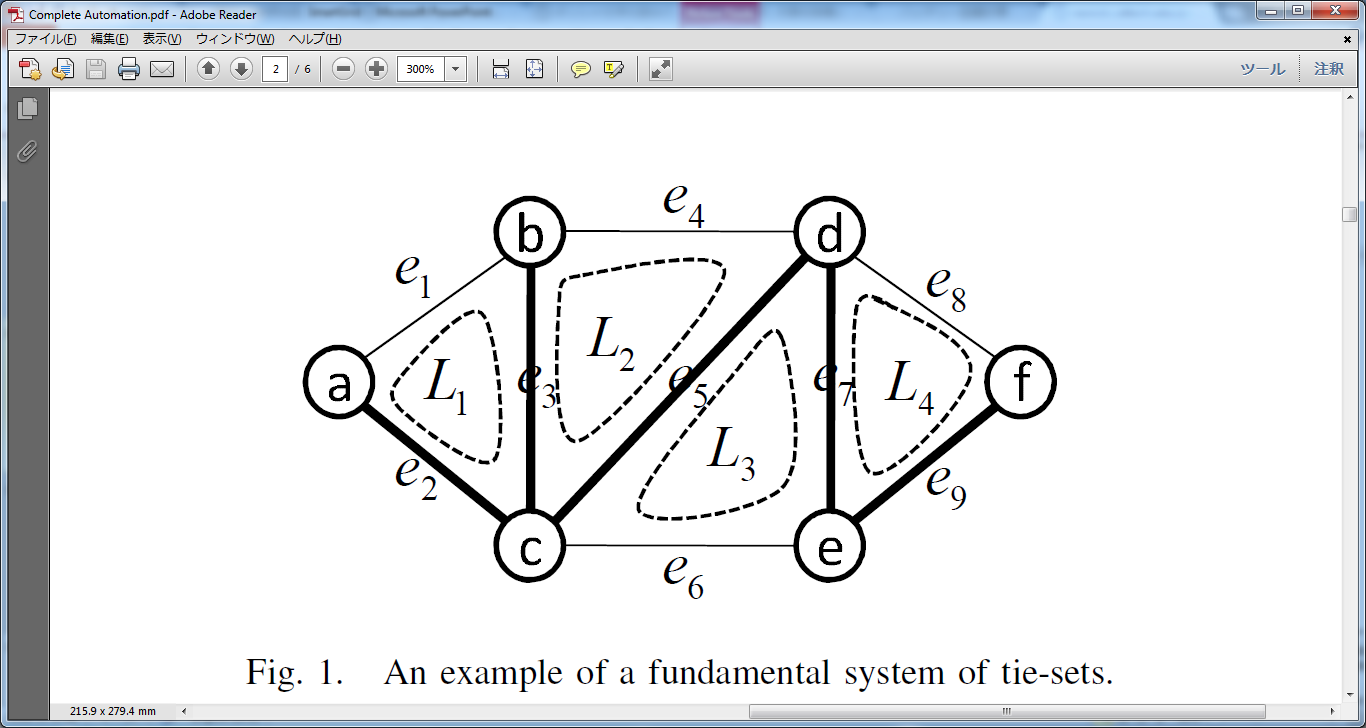 Complete Automation.pdf - Adobe Reader
ファイル(F) 編集(E) 表示(V) ウィンドウ(W) ヘルプ(H)
2 / 6 300% ツール 注釈
e4
b d
e1 e8
L2
a L1 e3 e5 e7 L4 f
L3
e2 e9
c e
e6
Fig. 1. An example of a fundamental system of tie-sets.
215.9 x 279.4 mm